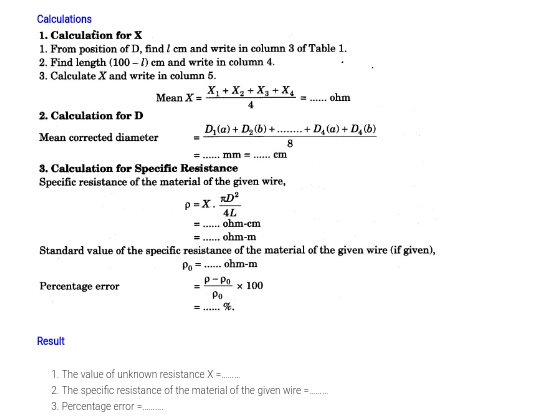 Calculations
1. Calculation for X
1. From position of D, find l cm and write in column 3 of Table 1.
2. Find length (100 – l) cm and write in column 4.
3. Calculate X and write in column 5.
Mean X = (X₁ + X₂ + X₃ + X₄)/4 = ...... ohm
2. Calculation for D
Mean corrected diameter = (D₁(a) + D₂(b) +........+ D₄(a) + D₄(b))/8
= ...... mm = ...... cm
3. Calculation for Specific Resistance
Specific resistance of the material of the given wire,
ρ = X . πD²/4L
= ...... ohm-cm
= ...... ohm-m
Standard value of the specific resistance of the material of the given wire (if given),
ρ₀ = ...... ohm-m
Percentage error = (ρ – ρ₀)/ρ₀ × 100
= ...... %.
Result
1. The value of unknown resistance X =.........
2. The specific resistance of the material of the given wire =.........
3. Percentage error =..........